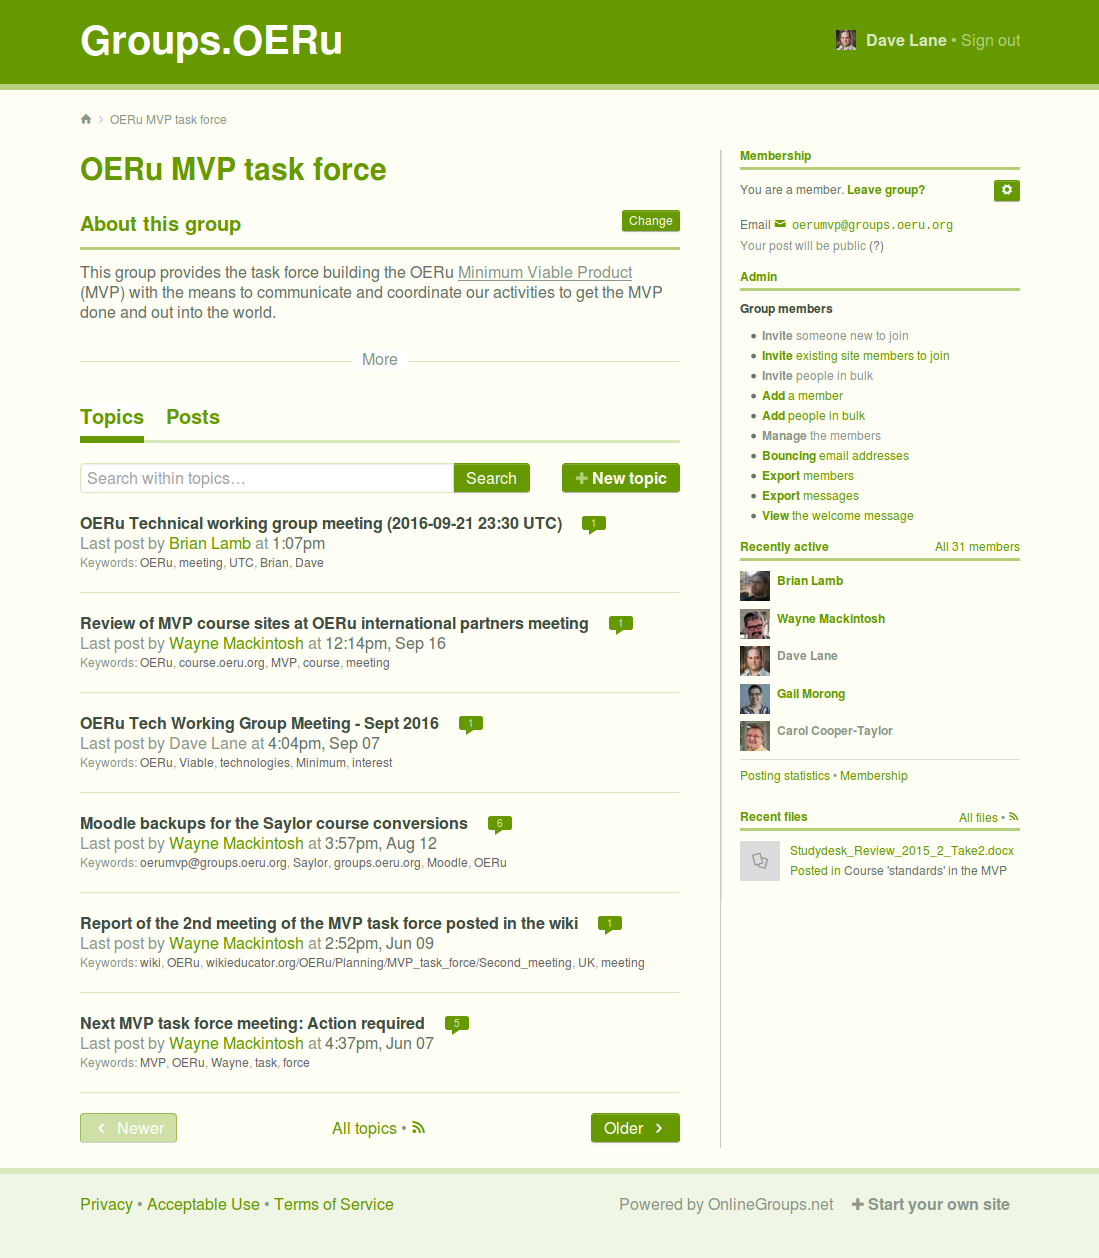 Groups.OERu
Dave Lane • Sign out
OERu MVP task force
OERu MVP task force
About this group
Change
This group provides the task force building the OERu Minimum Viable Product
(MVP) with the means to communicate and coordinate our activities to get the MVP
done and out into the world.
More
Topics Posts
Search within topics…
Search
+ New topic
OERu Technical working group meeting (2016-09-21 23:30 UTC) 1
Last post by Brian Lamb at 1:07pm
Keywords: OERu, meeting, UTC, Brian, Dave
Review of MVP course sites at OERu international partners meeting 1
Last post by Wayne Mackintosh at 12:14pm, Sep 16
Keywords: OERu, course.oeru.org, MVP, course, meeting
OERu Tech Working Group Meeting - Sept 2016 1
Last post by Dave Lane at 4:04pm, Sep 07
Keywords: OERu, Viable, technologies, Minimum, interest
Moodle backups for the Saylor course conversions 6
Last post by Wayne Mackintosh at 3:57pm, Aug 12
Keywords: oerumvp@groups.oeru.org, Saylor, groups.oeru.org, Moodle, OERu
Report of the 2nd meeting of the MVP task force posted in the wiki 1
Last post by Wayne Mackintosh at 2:52pm, Jun 09
Keywords: wiki, OERu, wikieducator.org/OERu/Planning/MVP_task_force/Second_meeting, UK, meeting
Next MVP task force meeting: Action required 5
Last post by Wayne Mackintosh at 4:37pm, Jun 07
Keywords: MVP, OERu, Wayne, task, force
Newer
All topics •
Older
Membership
You are a member. Leave group?
Email oerumvp@groups.oeru.org
Your post will be public (?)
Admin
Group members
• Invite someone new to join
• Invite existing site members to join
• Invite people in bulk
• Add a member
• Add people in bulk
• Manage the members
• Bouncing email addresses
• Export members
• Export messages
• View the welcome message
Recently active All 31 members
Brian Lamb
Wayne Mackintosh
Dave Lane
Gail Morong
Carol Cooper-Taylor
Posting statistics • Membership
Recent files All files •
Studydesk_Review_2015_2_Take2.docx
Posted in Course 'standards' in the MVP
Privacy • Acceptable Use • Terms of Service
Powered by OnlineGroups.net + Start your own site